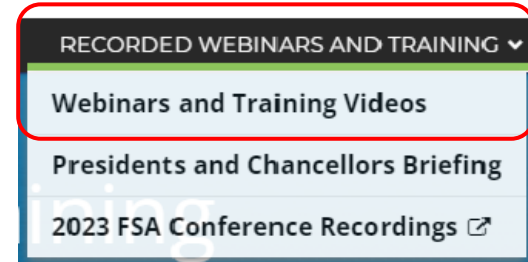 RECORDED WEBINARS AND TRAINING
Webinars and Training Videos
Presidents and Chancellors Briefing
2023 FSA Conference Recordings